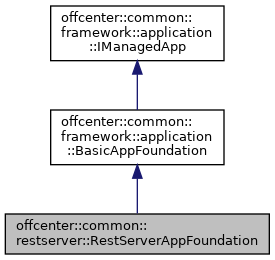 offcenter::common::
framework::application
::IManagedApp
offcenter::common::
framework::application
::BasicAppFoundation
offcenter::common::
restserver::RestServerAppFoundation